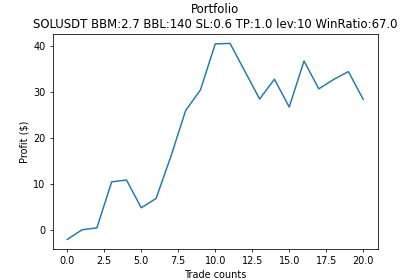 Portfolio
SOLUSDT BBM:2.7 BBL:140 SL:0.6 TP:1.0 lev:10 WinRatio:67.0
40
30
20
10
0
Profit ($)
0.0 2.5 5.0 7.5 10.0 12.5 15.0 17.5 20.0
Trade counts